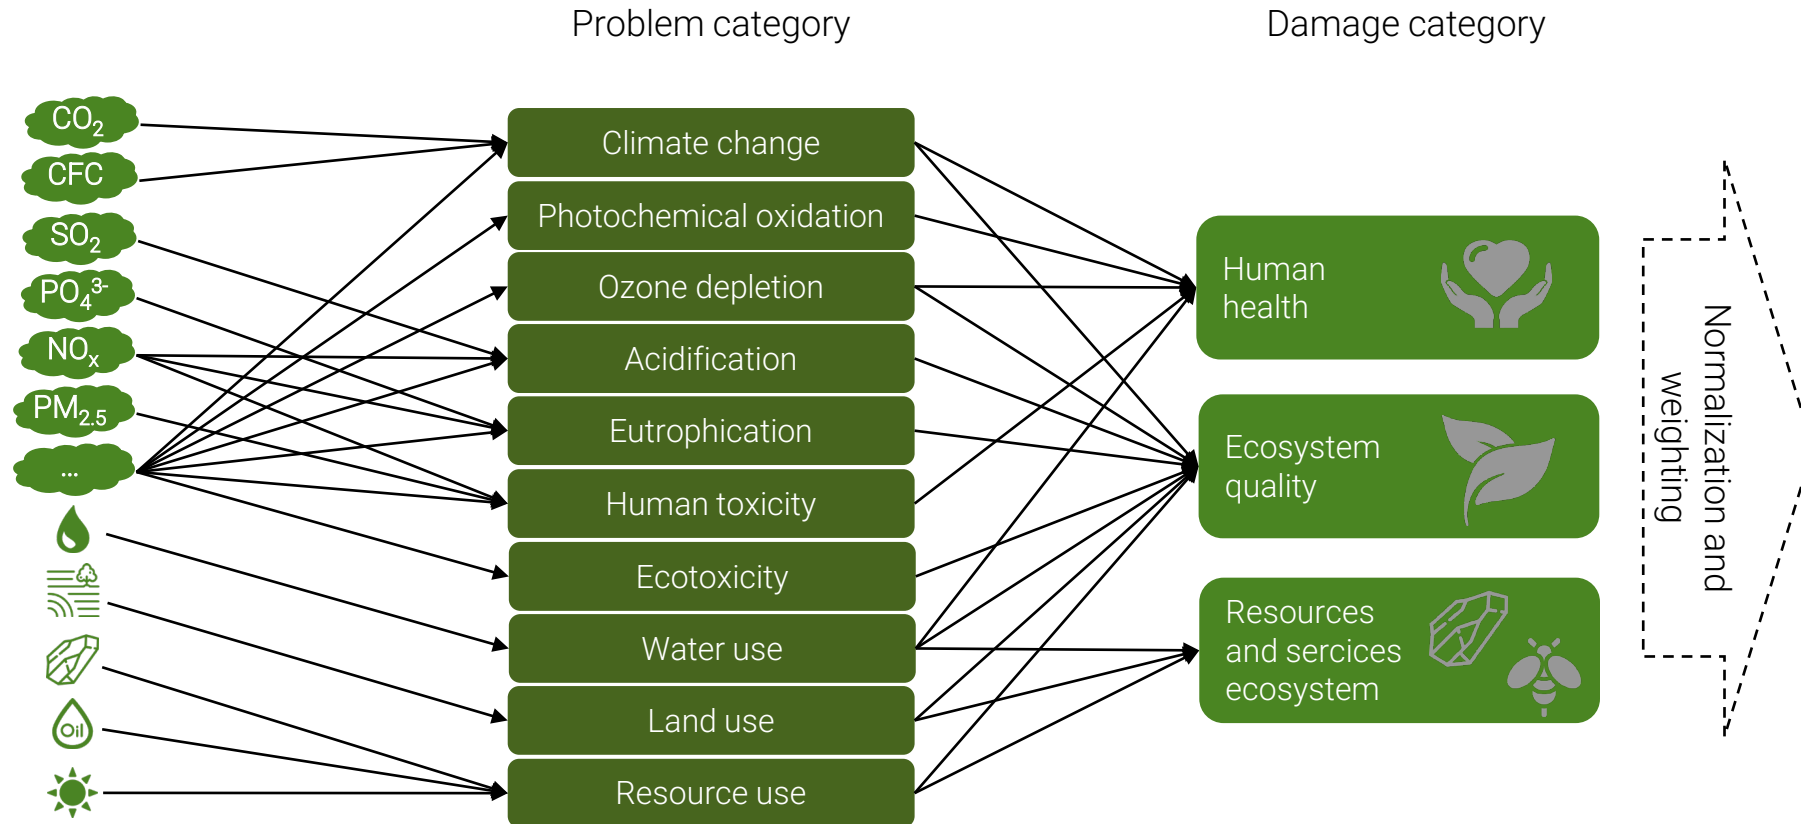 Problem category
Damage category
CO₂
CFC
SO₂
PO₄³⁻
NOₓ
PM₂.₅
...
Oil
Climate change
Photochemical oxidation
Ozone depletion
Acidification
Eutrophication
Human toxicity
Ecotoxicity
Water use
Land use
Resource use
Human
health
Ecosystem
quality
Resources
and sercices
ecosystem
Normalization and
weighting